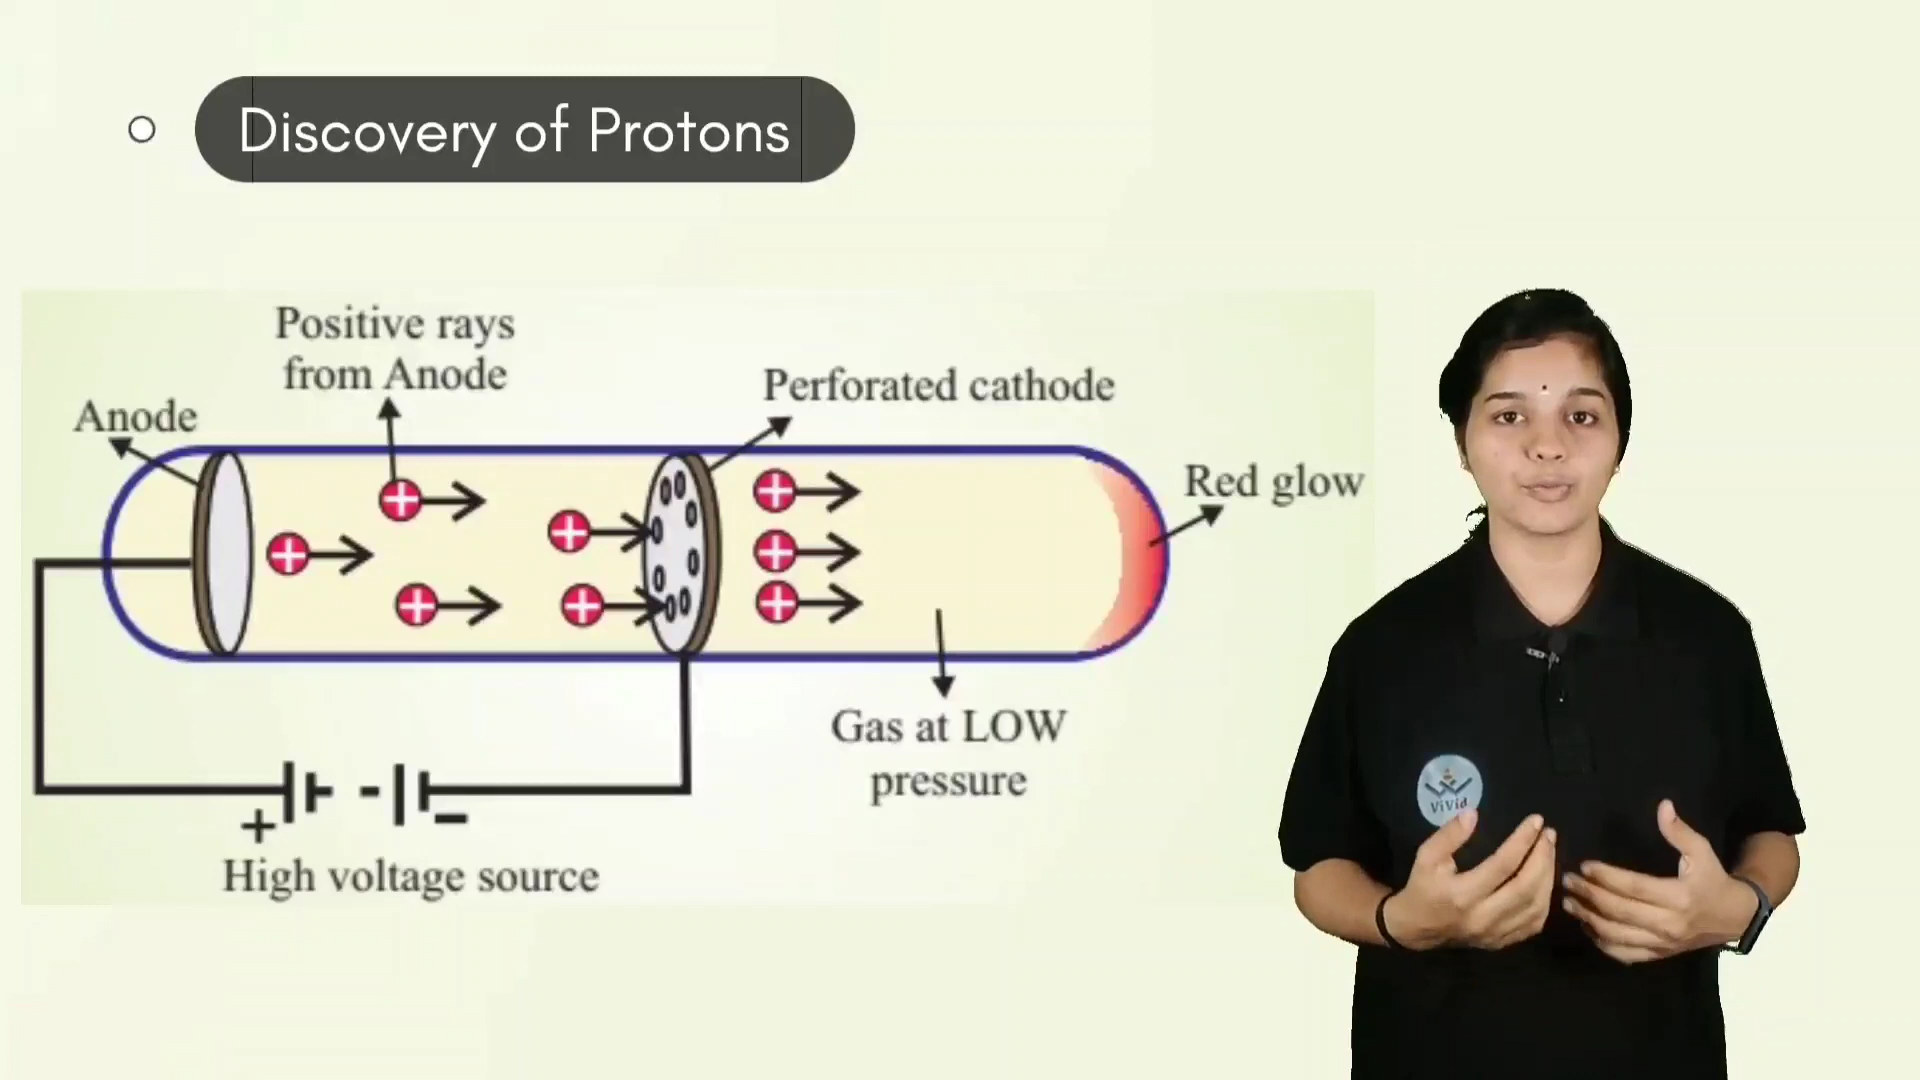 Discovery of Protons
Positive rays
from Anode
Anode
Perforated cathode
Red glow
Gas at LOW
pressure
+
High voltage source
ViVid